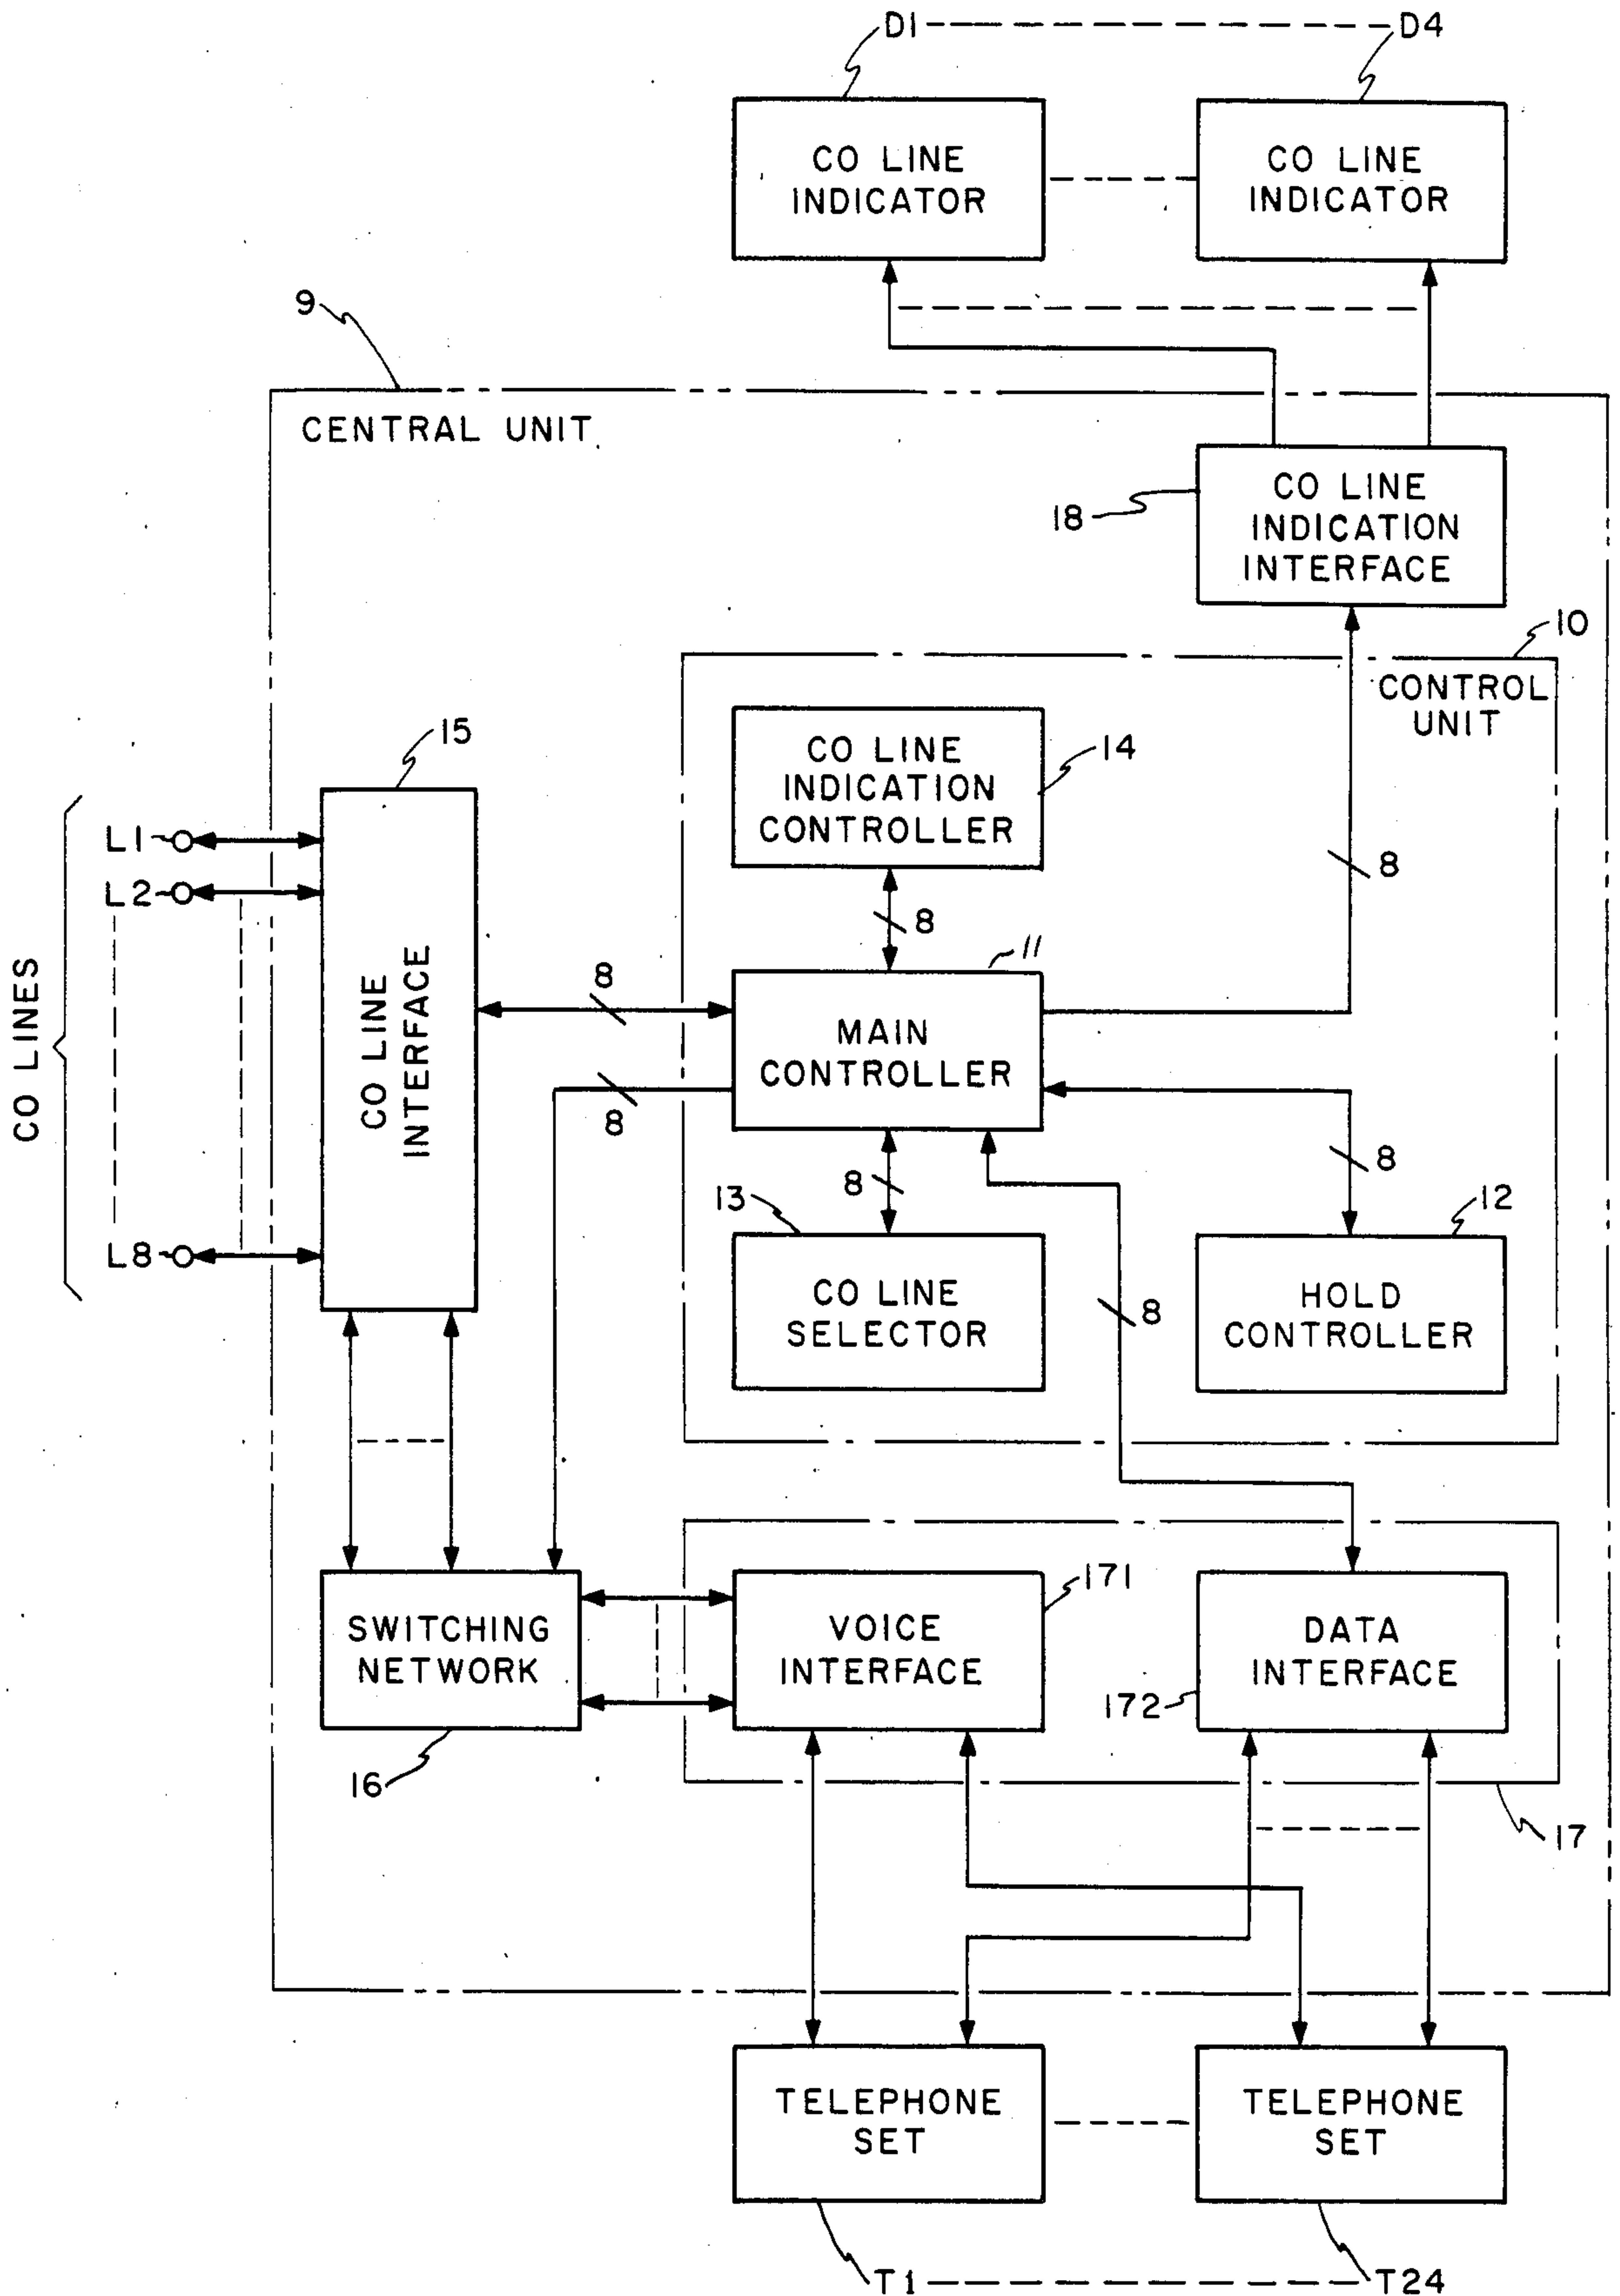 D1
D4
CO LINE
INDICATOR
CO LINE
INDICATOR
9
CENTRAL UNIT
18
CO LINE
INDICATION
INTERFACE
10
CONTROL
UNIT
15
CO LINE
INDICATION
CONTROLLER
14
CO LINES
L1
L2
L8
CO LINE
INTERFACE
8
8
8
11
MAIN
CONTROLLER
8
8
8
8
8
13
CO LINE
SELECTOR
12
HOLD
CONTROLLER
SWITCHING
NETWORK
16
VOICE
INTERFACE
171
DATA
INTERFACE
172
17
TELEPHONE
SET
TELEPHONE
SET
T1
T24